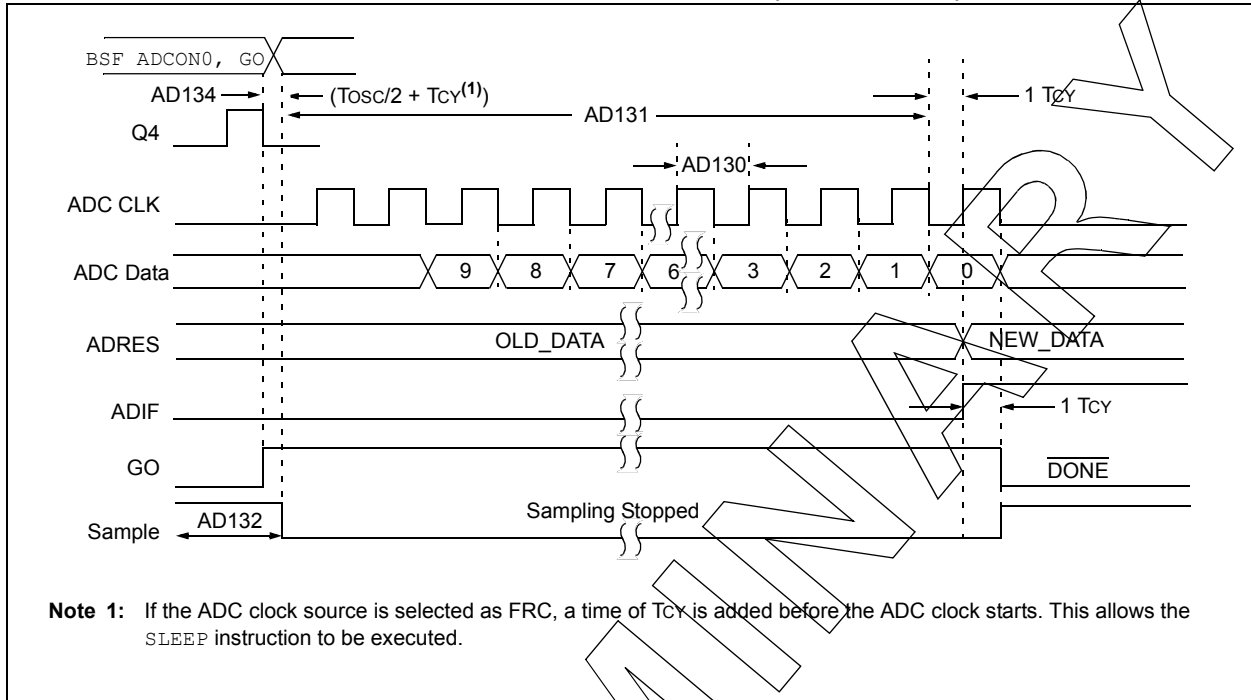 BSF ADCON0, GO
AD134
(TOSC/2 + TCY(1))
1 TCY
AD131
Q4
AD130
ADC CLK
ADC Data
9
8
7
6
3
2
1
0
ADRES
OLD_DATA
NEW_DATA
ADIF
1 TCY
GO
DONE
Sample
AD132
Sampling Stopped
Note 1: If the ADC clock source is selected as FRC, a time of TCY is added before the ADC clock starts. This allows the
SLEEP instruction to be executed.